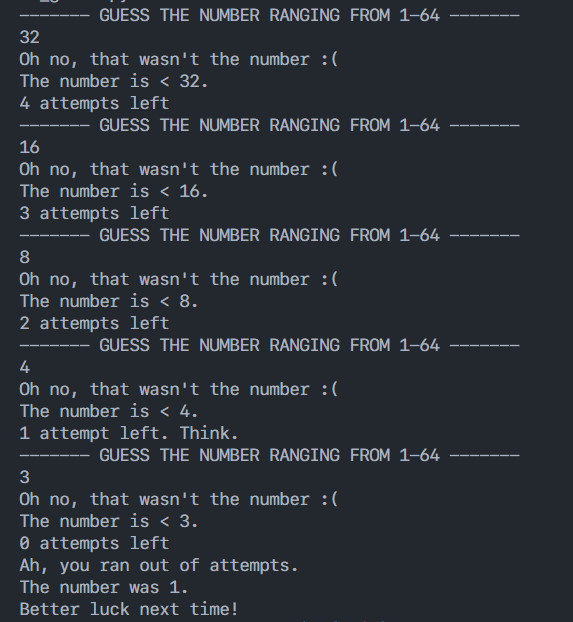 ------- GUESS THE NUMBER RANGING FROM 1-64 -------
32
Oh no, that wasn't the number :(
The number is < 32.
4 attempts left
------- GUESS THE NUMBER RANGING FROM 1-64 -------
16
Oh no, that wasn't the number :(
The number is < 16.
3 attempts left
------- GUESS THE NUMBER RANGING FROM 1-64 -------
8
Oh no, that wasn't the number :(
The number is < 8.
2 attempts left
------- GUESS THE NUMBER RANGING FROM 1-64 -------
4
Oh no, that wasn't the number :(
The number is < 4.
1 attempt left. Think.
------- GUESS THE NUMBER RANGING FROM 1-64 -------
3
Oh no, that wasn't the number :(
The number is < 3.
0 attempts left
Ah, you ran out of attempts.
The number was 1.
Better luck next time!